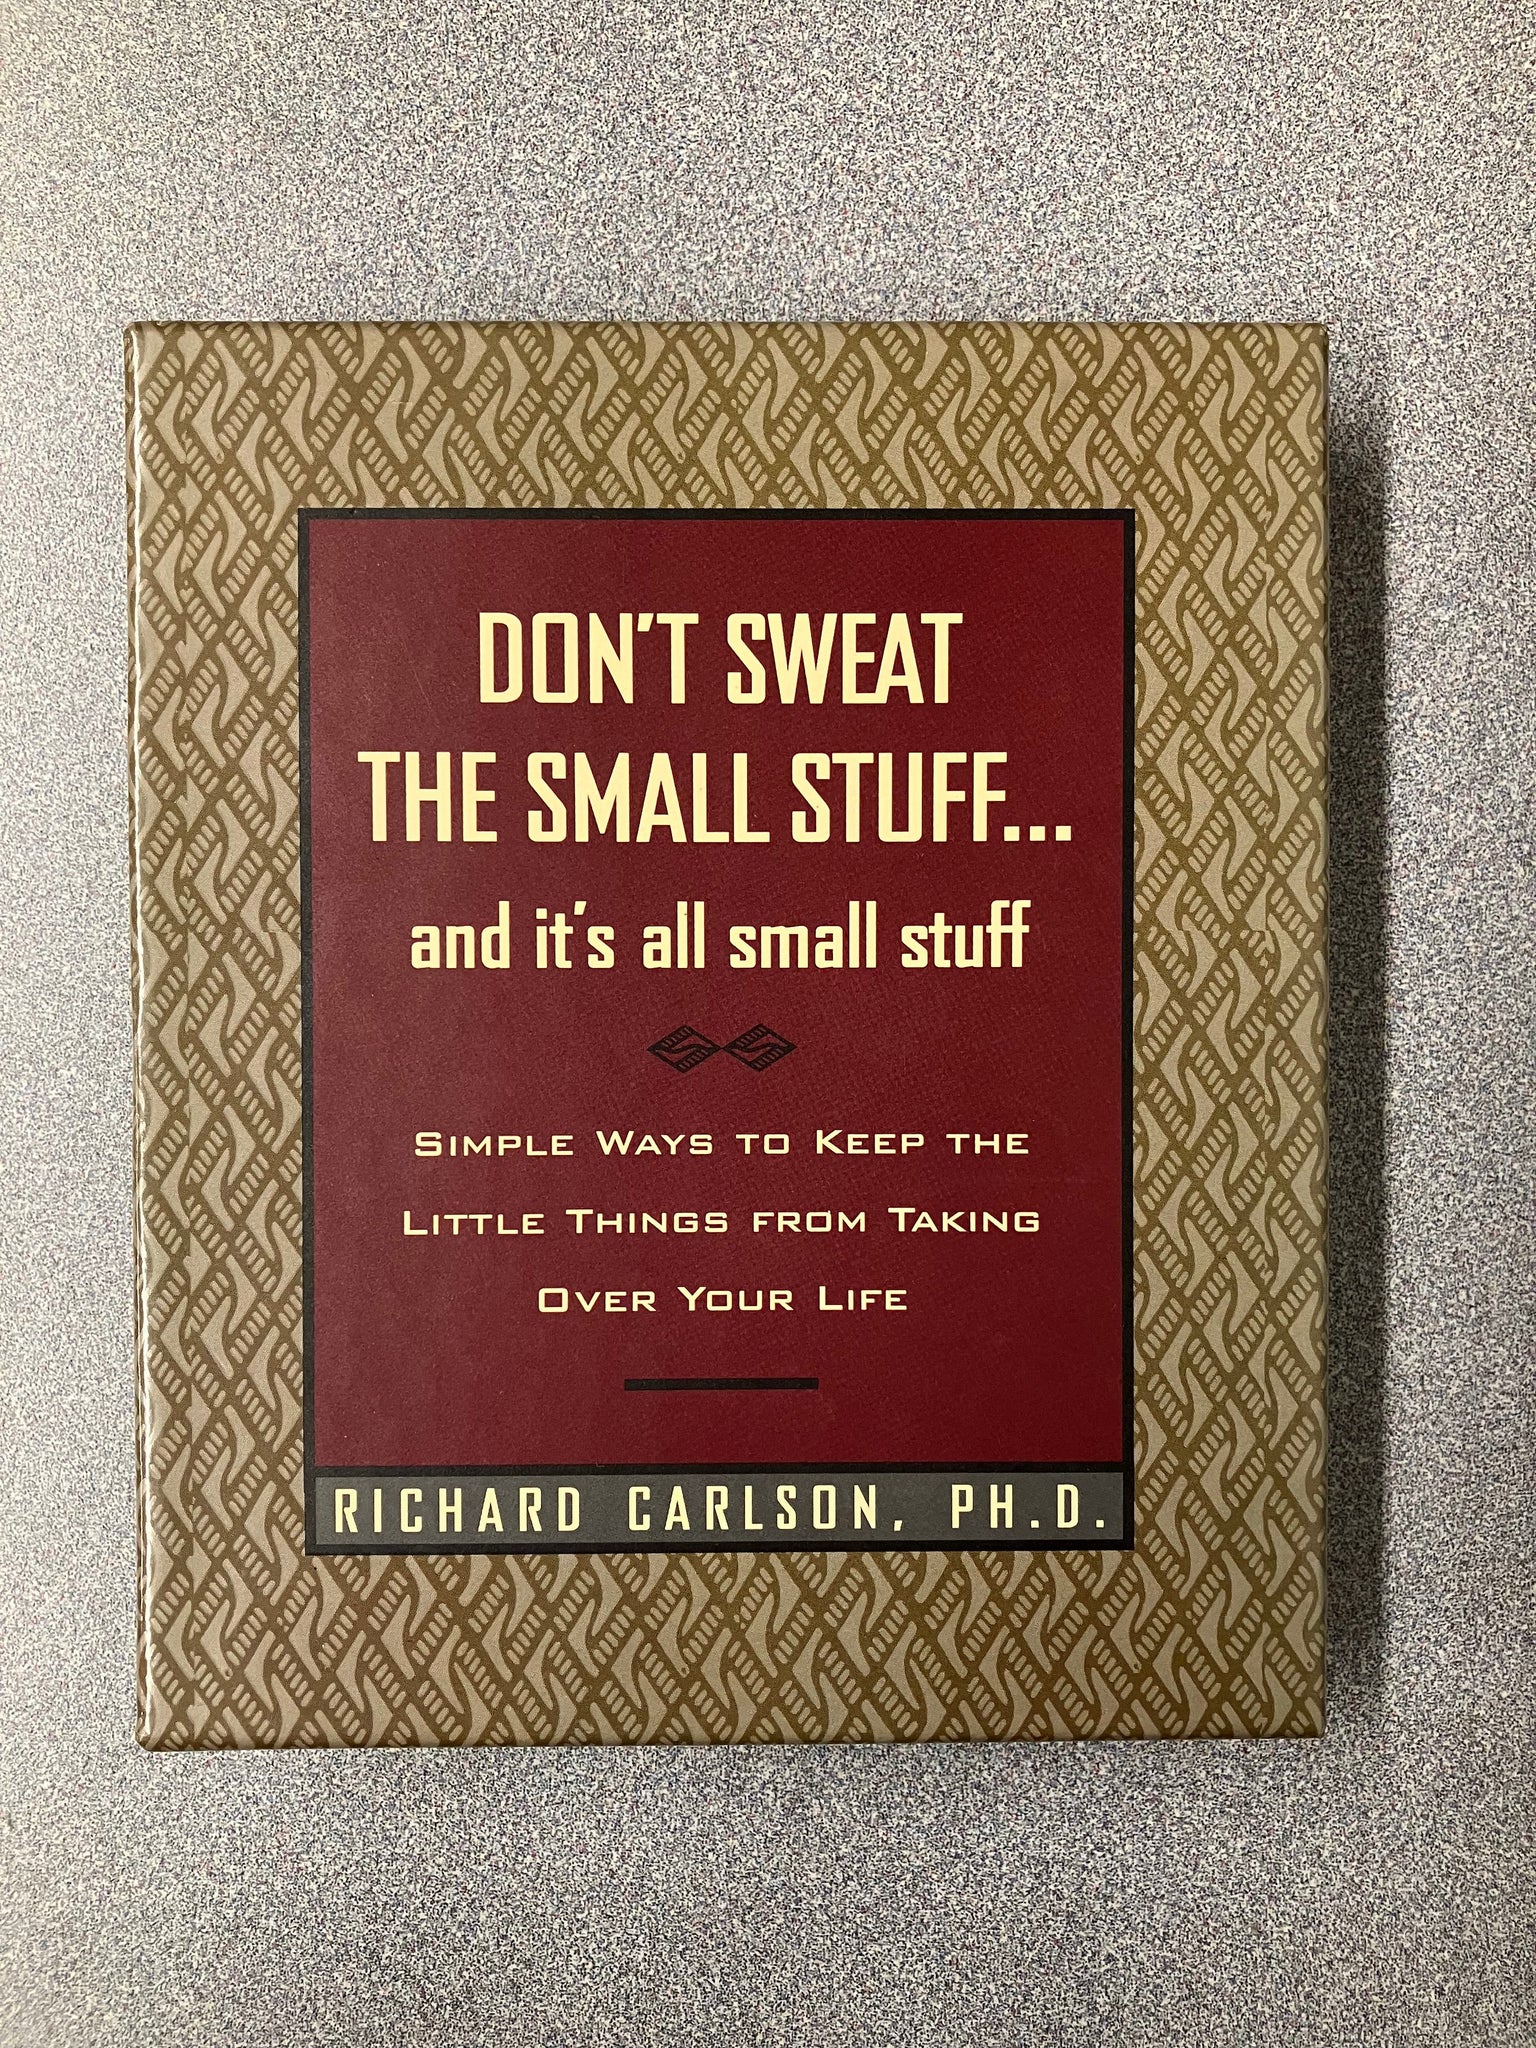 DON'T SWEAT
THE SMALL STUFF...
and it's all small stuff
SIMPLE WAYS TO KEEP THE
LITTLE THINGS FROM TAKING
OVER YOUR LIFE
RICHARD CARLSON, PH.D.